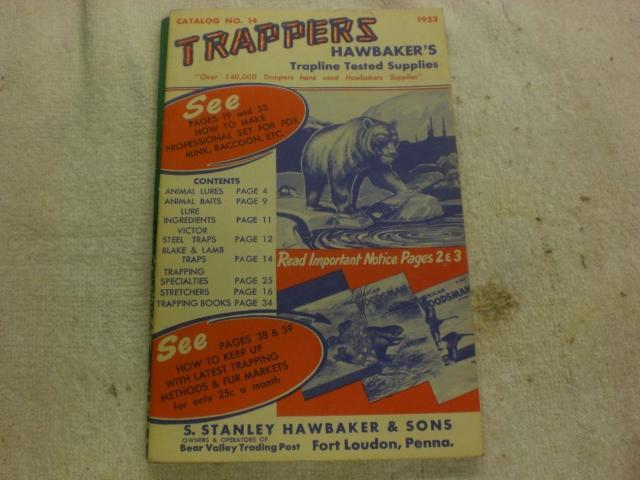 CATALOG NO. 14 1952
TRAPPERS
HAWBAKER'S
Trapline Tested Supplies
"Over 140,000 Trappers have used Hawbakers Supplies"
See
PAGES 19 and 33
HOW TO MAKE
PROFESSIONAL SET FOR FOX
MINK, RACCOON, ETC.
CONTENTS
ANIMAL LURES PAGE 4
ANIMAL BAITS PAGE 9
LURE
INGREDIENTS PAGE 11
VICTOR
STEEL TRAPS PAGE 12
BLAKE & LAMB
TRAPS PAGE 14
TRAPPING
SPECIALTIES PAGE 25
STRETCHERS PAGE 16
TRAPPING BOOKS PAGE 34
Read Important Notice Pages 2 & 3
WOODSMAN
WOODSMAN
See PAGES 38 & 39
HOW TO KEEP UP
WITH LATEST TRAPPING
METHODS & FUR MARKETS
for only 25c a month
S. STANLEY HAWBAKER & SONS
OWNERS & OPERATORS OF
Bear Valley Trading Post Fort Loudon, Penna.